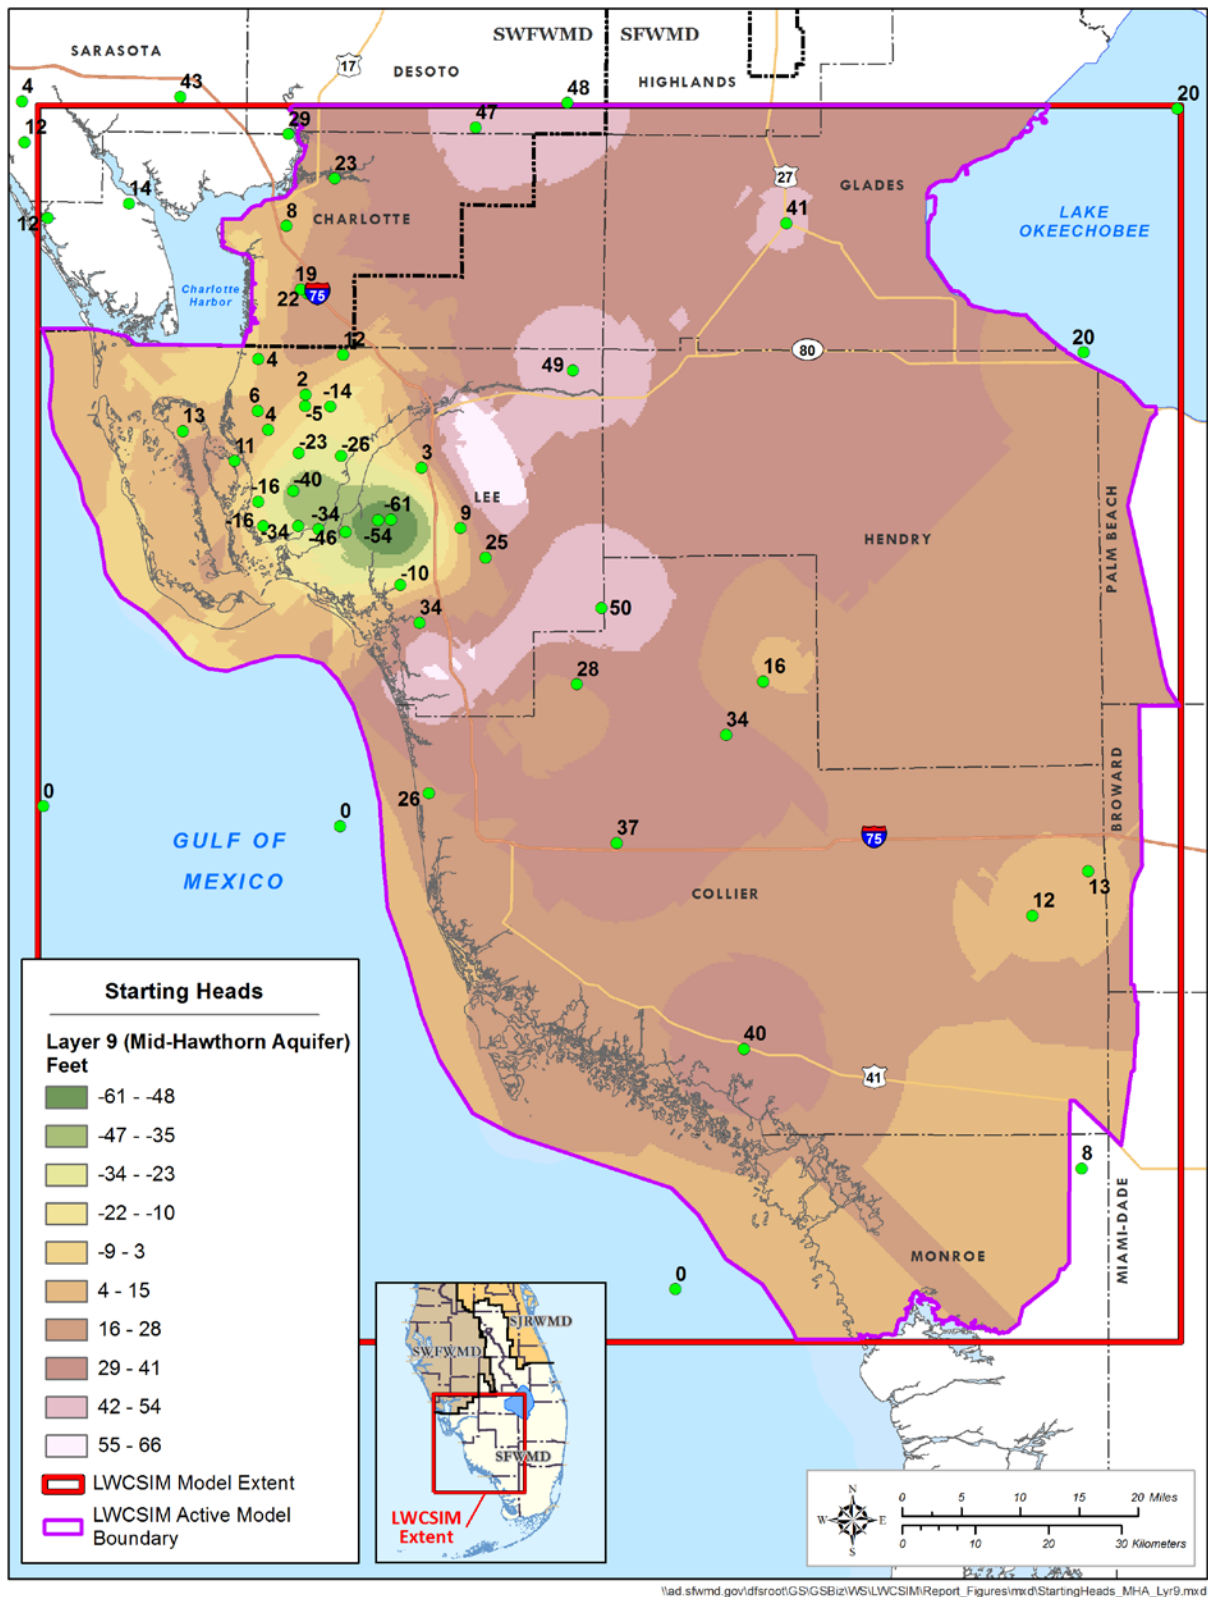 SWFWMD
SFWMD
SARASOTA
17
DESOTO
HIGHLANDS
4
43
48
20
12
29
47
23
14
27
GLADES
12
8
CHARLOTTE
41
LAKE
OKEECHOBEE
Charlotte
Harbor
19
22
75
12
4
80
20
49
2
-14
6
-5
4
13
-23
-26
11
3
-40
-16
LEE
-61
-34
-16
-34
-46
-54
9
25
HENDRY
PALM BEACH
-10
34
50
28
16
34
0
26
0
GULF OF
MEXICO
37
75
BROWARD
COLLIER
13
12
40
41
8
MIAMI-DADE
MONROE
0
Starting Heads
Layer 9 (Mid-Hawthorn Aquifer)
Feet
-61 - -48
-47 - -35
-34 - -23
-22 - -10
-9 - 3
4 - 15
16 - 28
29 - 41
42 - 54
55 - 66
LWCSIM Model Extent
LWCSIM Active Model
Boundary
SJRWMD
SWFWMD
SFWMD
LWCSIM
Extent
N
W E
S
0 5 10 15 20 Miles
0 10 20 30 Kilometers
\\ad.sfwmd.gov\dfsroot\GS\GSBiz\WS\LWCSIM\Report_Figures\mxd\StartingHeads_MHA_Lyr9.mxd